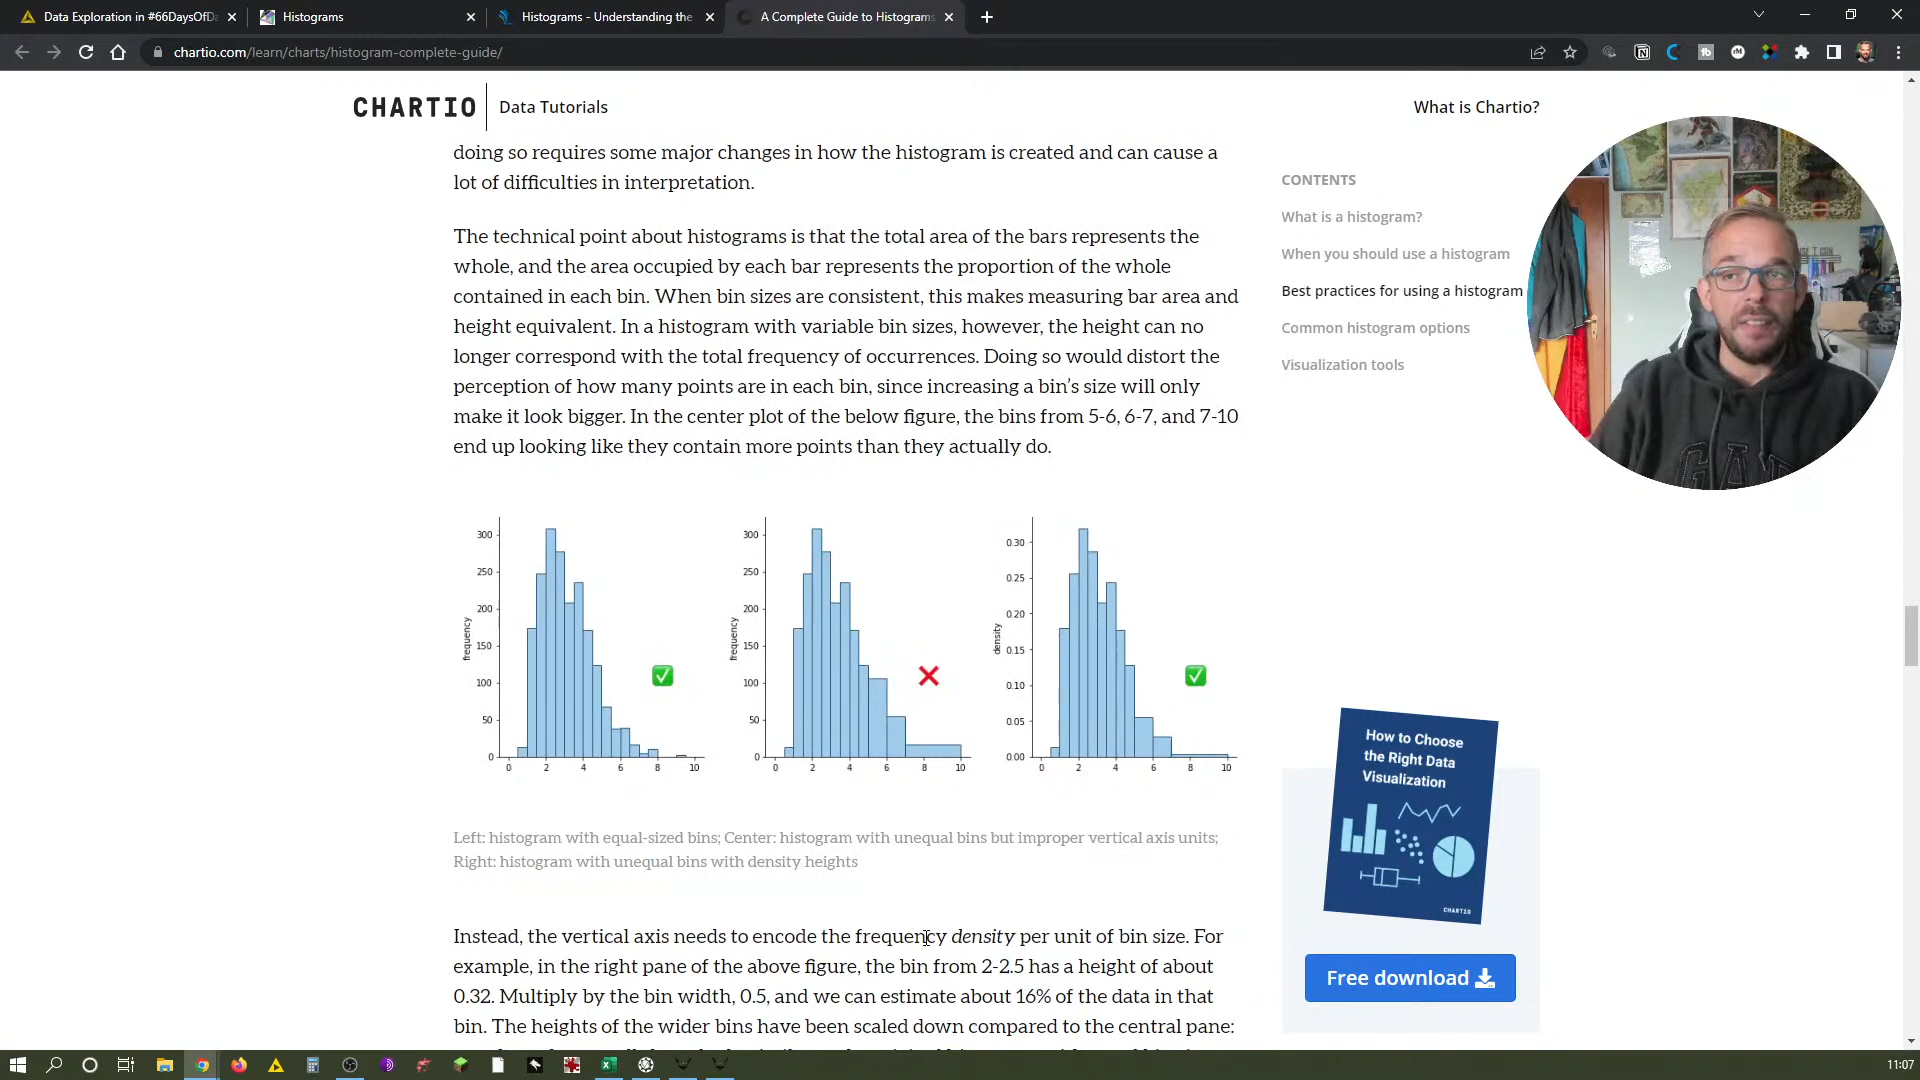 Data Exploration in #66DaysOfDa
Histograms
Histograms - Understanding the
A Complete Guide to Histograms
chartio.com/learn/charts/histogram-complete-guide/
CHARTIO
Data Tutorials
What is Chartio?
doing so requires some major changes in how the histogram is created and can cause a
lot of difficulties in interpretation.
The technical point about histograms is that the total area of the bars represents the
whole, and the area occupied by each bar represents the proportion of the whole
contained in each bin. When bin sizes are consistent, this makes measuring bar area and
height equivalent. In a histogram with variable bin sizes, however, the height can no
longer correspond with the total frequency of occurrences. Doing so would distort the
perception of how many points are in each bin, since increasing a bin’s size will only
make it look bigger. In the center plot of the below figure, the bins from 5-6, 6-7, and 7-10
end up looking like they contain more points than they actually do.
CONTENTS
What is a histogram?
When you should use a histogram
Best practices for using a histogram
Common histogram options
Visualization tools
300
250
200
150
100
50
0
frequency
0 2 4 6 8 10
300
250
200
150
100
50
0
frequency
0 2 4 6 8 10
0.30
0.25
0.20
0.15
0.10
0.05
0.00
density
0 2 4 6 8 10
Left: histogram with equal-sized bins; Center: histogram with unequal bins but improper vertical axis units;
Right: histogram with unequal bins with density heights
Instead, the vertical axis needs to encode the frequency density per unit of bin size. For
example, in the right pane of the above figure, the bin from 2-2.5 has a height of about
0.32. Multiply by the bin width, 0.5, and we can estimate about 16% of the data in that
bin. The heights of the wider bins have been scaled down compared to the central pane:
How to Choose
the Right Data
Visualization
CHARTIO
Free download
11:07